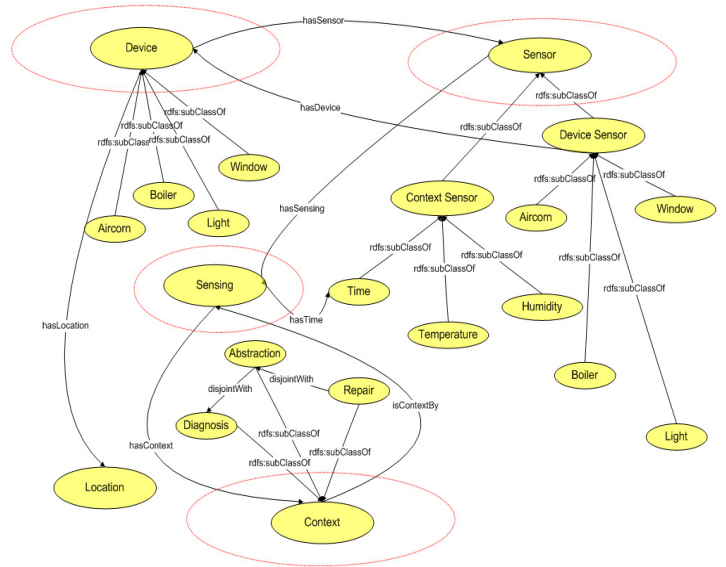 hasSensor
Device
Sensor
rdfs:subClassOf
hasDevice
rdfs:subClassOf
rdfs:subClassOf
rdfs:subClassOf
Device Sensor
rdfs:subClassOf
rdfs:subClass
Window
rdfs:subClassOf
rdfs:subClassOf
Boiler
Context Sensor
hasSensing
Aircorn
Window
Light
Aircorn
rdfs:subClassOf
rdfs:subClassOf
rdfs:subClassOf
rdfs:subClassOf
Sensing
Time
rdfs:subClassOf
Humidity
hasTime
hasLocation
Temperature
Abstraction
disjointWith
Boiler
disjointWith
Repair
isContextBy
Diagnosis
rdfs:subClassOf
Light
hasContext
rdfs:subClassOf
rdfs:subClassOf
Location
Context